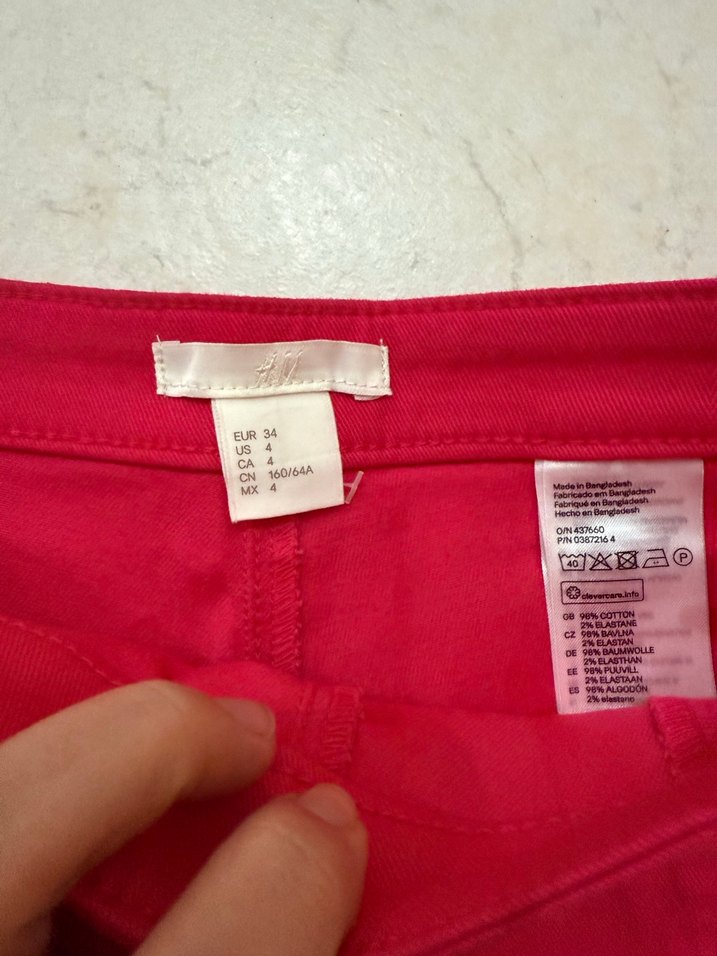 H&M
EUR 34
US 4
CA 4
CN 160/64A
MX 4
Made in Bangladesh
Fabricado em Bangladesh
Fabriqué en Bangladesh
Hecho en Bangladesh
O/N 437660
P/N 0387216 4
40
P
clevercare.info
GB 98% COTTON
2% ELASTANE
CZ 98% BAVLNA
2% ELASTAN
DE 98% BAUMWOLLE
2% ELASTHAN
EE 98% PUUVILL
2% ELASTAAN
ES 98% ALGODÓN
2% elastano